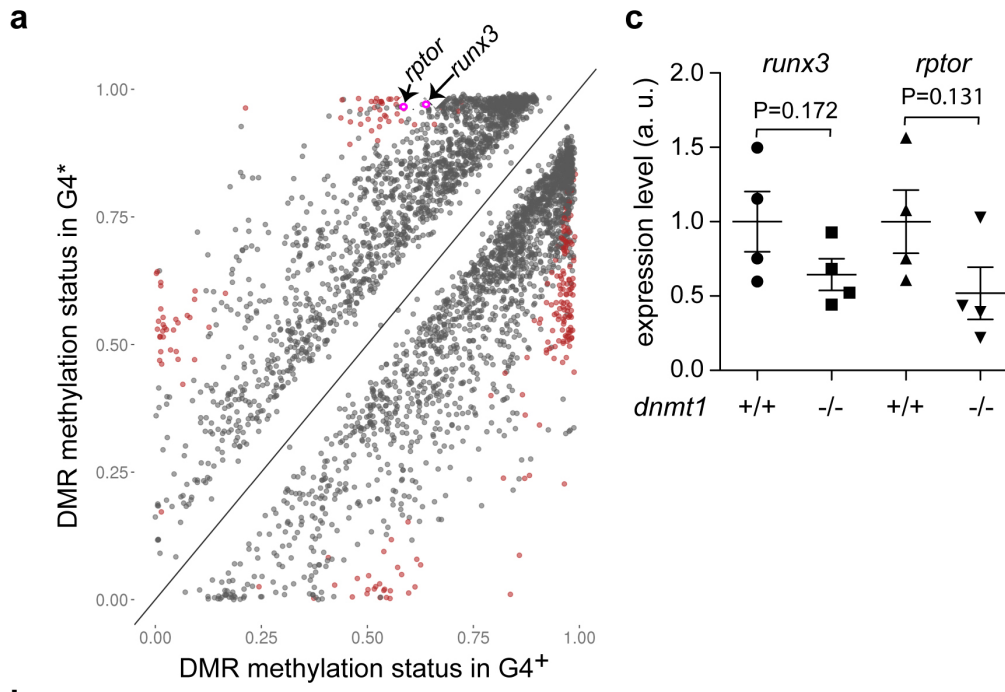 a
rptor
runx3
1.00
0.75
0.50
0.25
0.00
DMR methylation status in G4*
0.00 0.25 0.50 0.75 1.00
DMR methylation status in G4+
c
runx3 rptor
P=0.172 P=0.131
2.0
1.5
1.0
0.5
0.0
expression level (a. u.)
dnmt1 +/+ -/- +/+ -/-